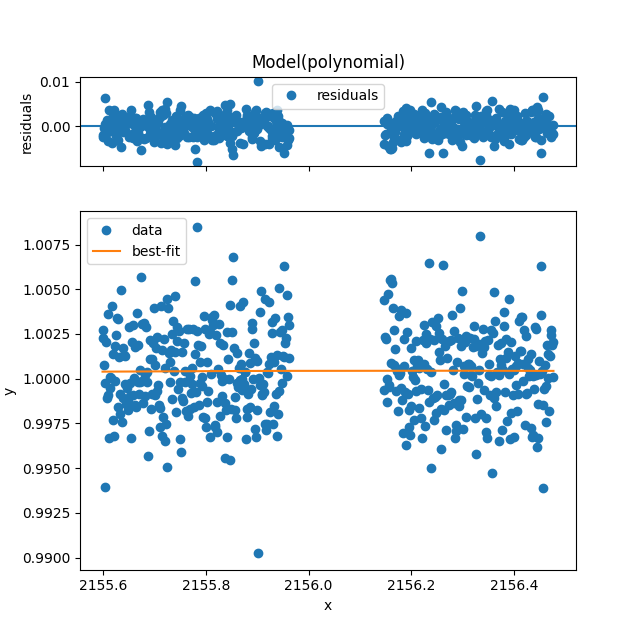 Model(polynomial)
0.01
0.00
residuals
residuals
data
best-fit
1.0075
1.0050
1.0025
1.0000
0.9975
0.9950
0.9925
0.9900
y
2155.6
2155.8
2156.0
2156.2
2156.4
x